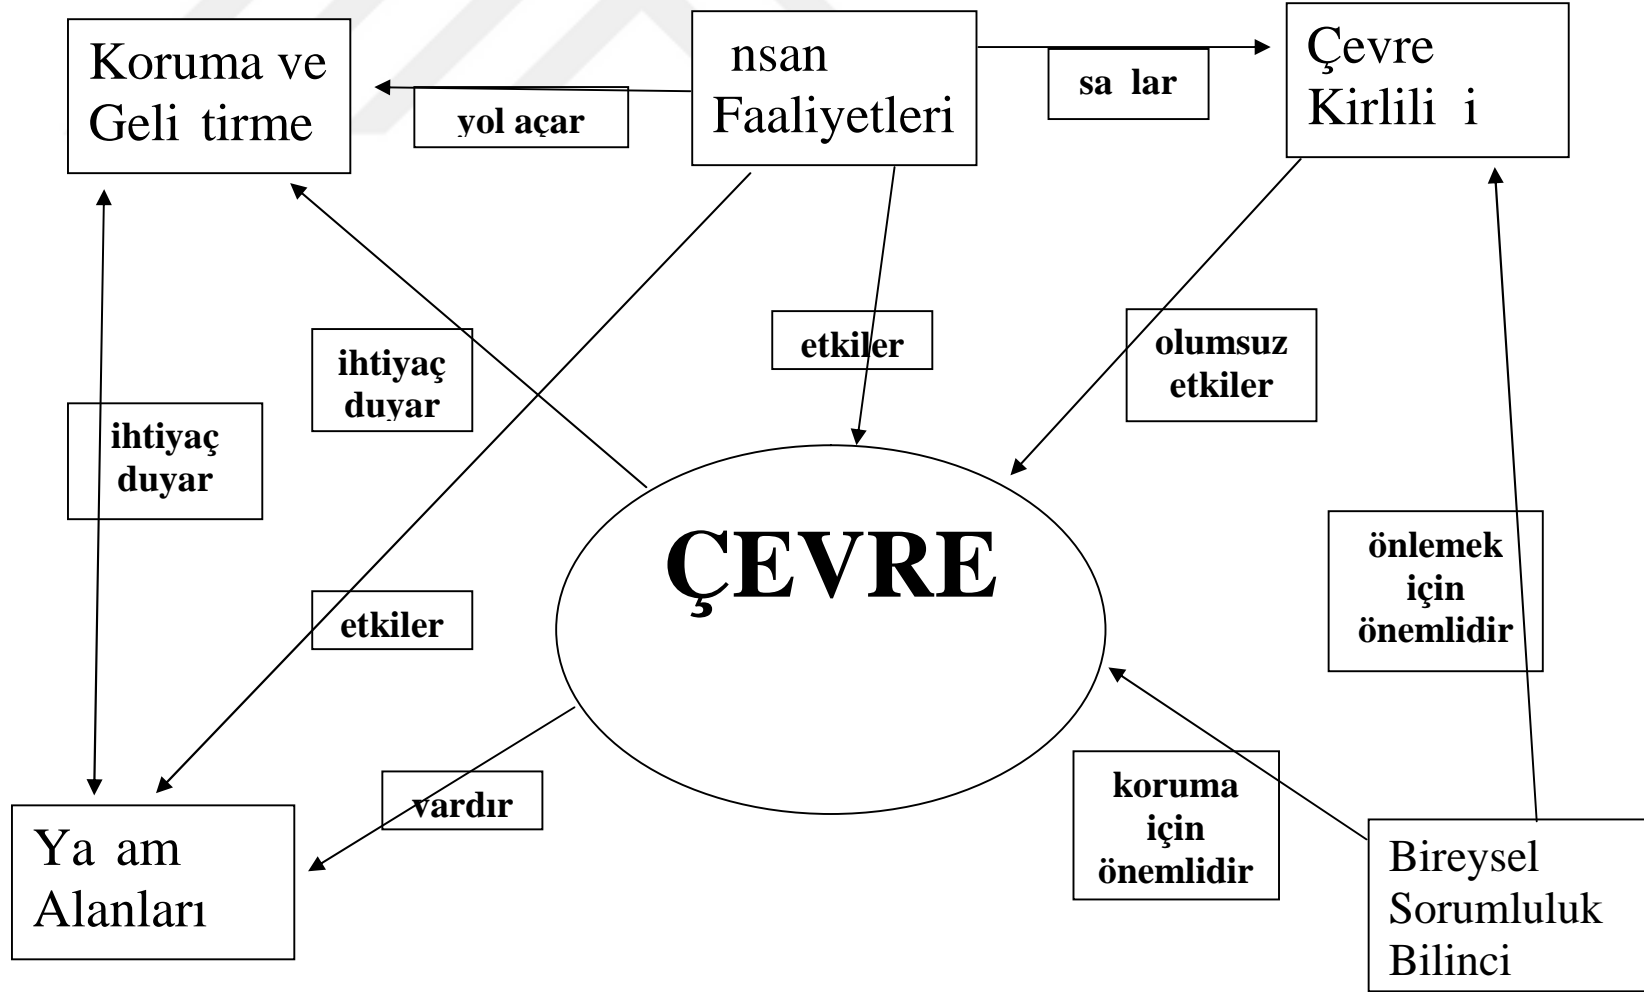 Koruma ve
Geli tirme
yol açar
nsan
Faaliyetleri
sa lar
Çevre
Kirlili i
ihtiyaç
duyar
ihtiyaç
duyar
etkiler
olumsuz
etkiler
önlemek
için
önemlidir
ÇEVRE
etkiler
vardır
koruma
için
önemlidir
Ya am
Alanları
Bireysel
Sorumluluk
Bilinci